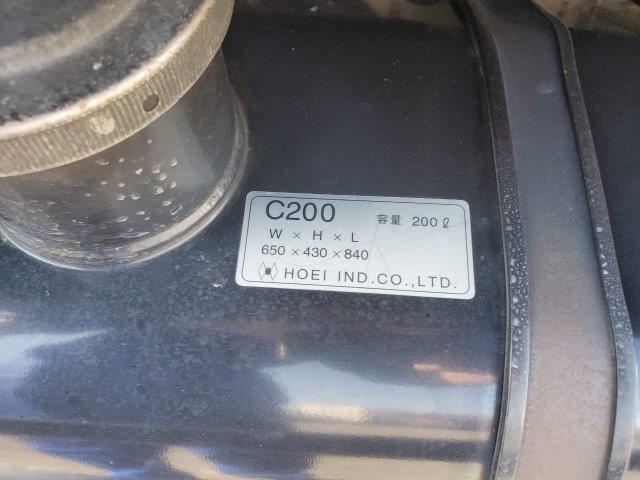 C200 容量 200ℓ
W × H × L
650 × 430 × 840
HOEI IND.CO.,LTD.